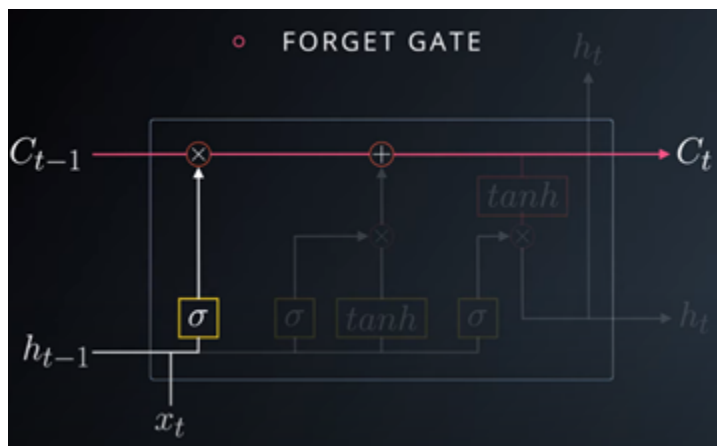 FORGET GATE
h_t
C_{t-1} × + C_t
tanh
× ×
σ σ tanh σ h_t
h_{t-1}
x_t